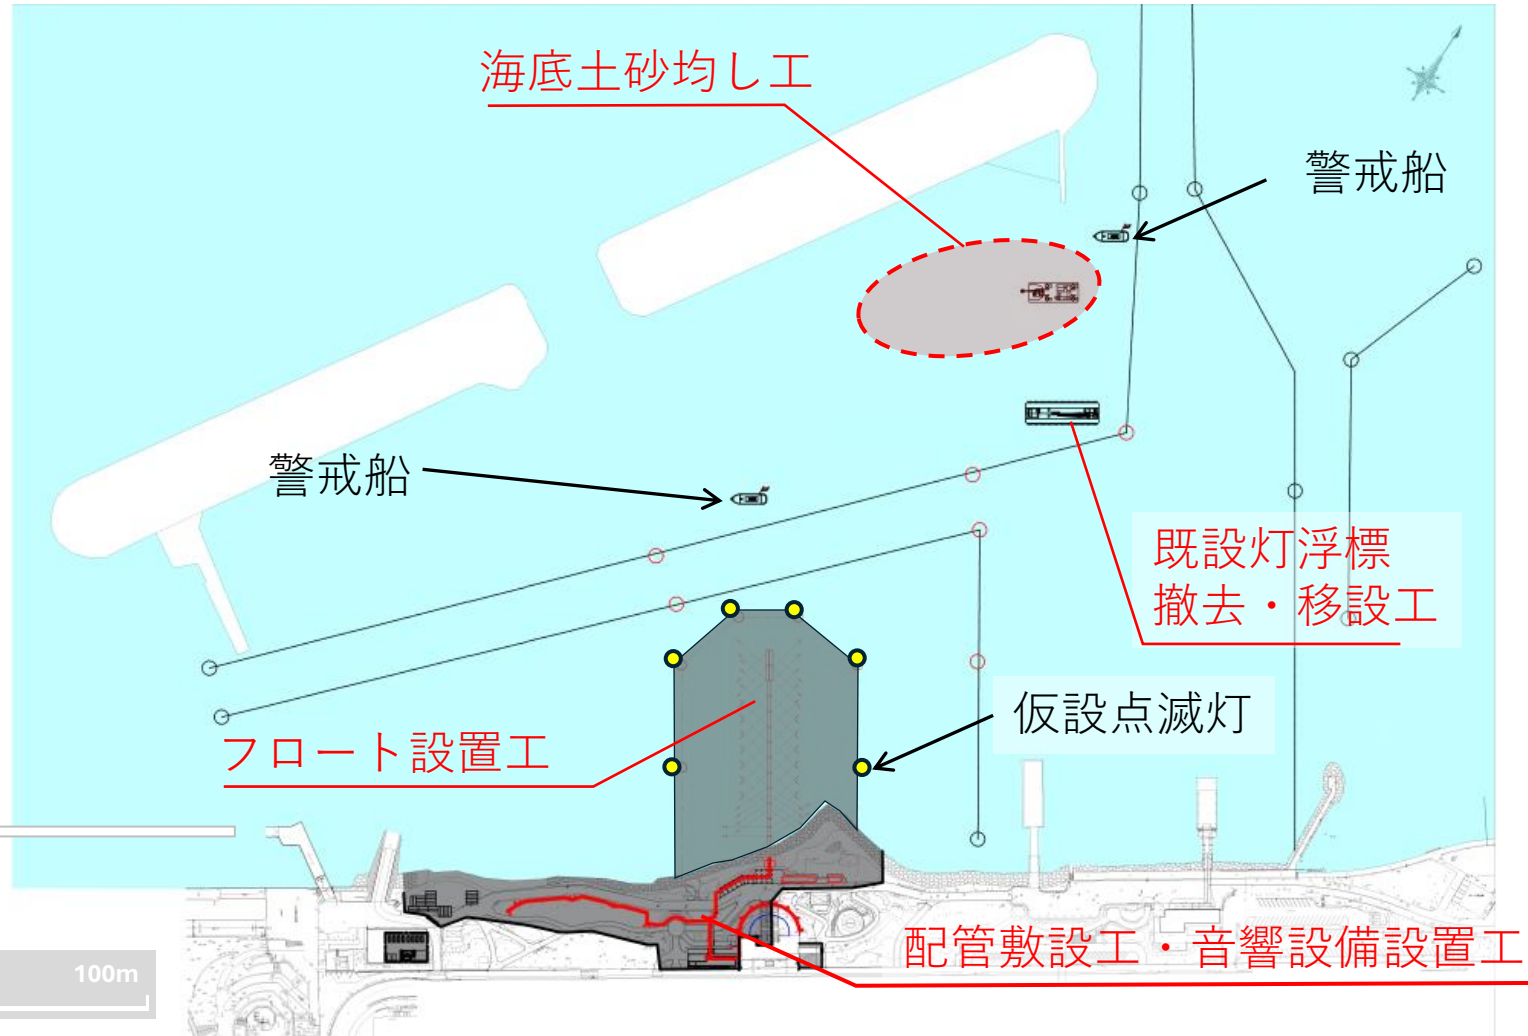 海底土砂均し工
警戒船
警戒船
既設灯浮標
撤去・移設工
仮設点滅灯
フロート設置工
配管敷設工・音響設備設置工
100m